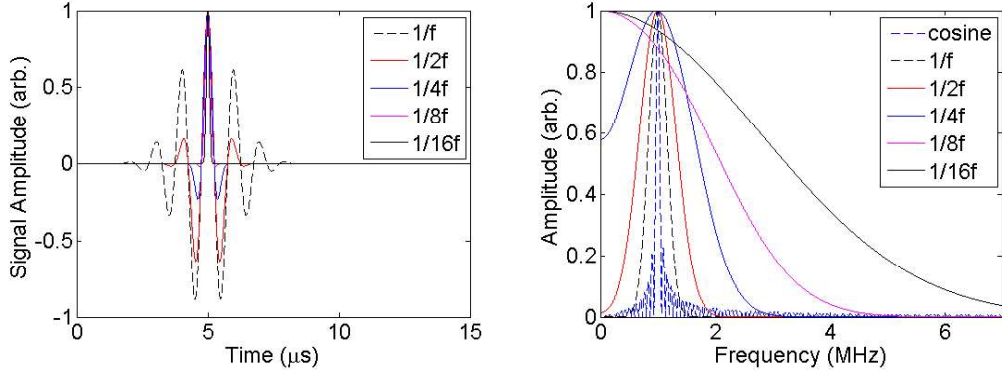 Signal Amplitude (arb.)
1
0.5
0
-0.5
-1
0
5
10
15
Time (μs)
1/f
1/2f
1/4f
1/8f
1/16f
Amplitude (arb.)
1
0.8
0.6
0.4
0.2
0
0
2
4
6
Frequency (MHz)
cosine
1/f
1/2f
1/4f
1/8f
1/16f